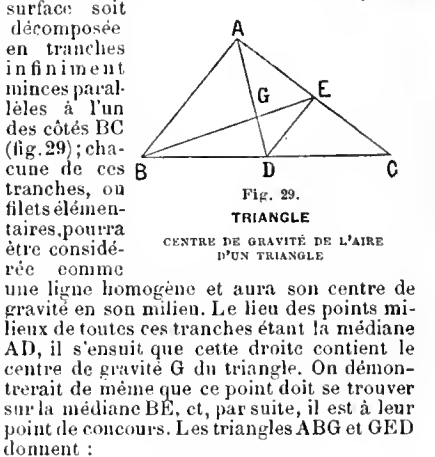 surface soit
décomposée
en tranches
infiniment
minces paral-
lèles à l'un
des côtés BC
(fig. 29); cha-
cune de ces
tranches, ou
filets élémen-
taires, pourra
être considé-
rée comme
A
E
G
B
D
C
Fig. 29.
TRIANGLE
CENTRE DE GRAVITÉ DE L'AIRE
D'UN TRIANGLE
une ligne homogène et aura son centre de
gravité en son milieu. Le lieu des points mi-
lieux de toutes ces tranches étant la médiane
AD, il s'ensuit que cette droite contient le
centre de gravité G du triangle. On démon-
trerait de même que ce point doit se trouver
sur la médiane BE, et, par suite, il est à leur
point de concours. Les triangles ABG et GED
donnent :